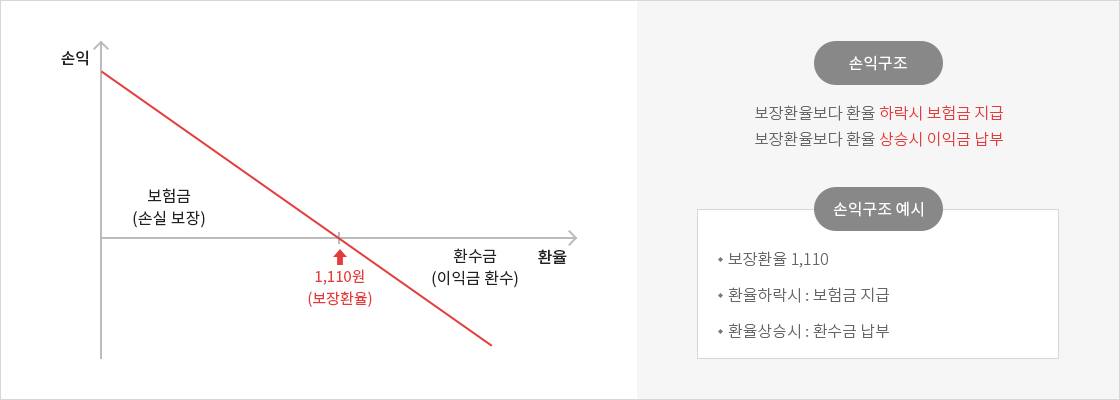 손익
보험금
(손실 보장)
1,110원
(보장환율)
환수금
(이익금 환수)
환율
손익구조
보장환율보다 환율 하락시 보험금 지급
보장환율보다 환율 상승시 이익금 납부
손익구조 예시
• 보장환율 1,110
• 환율하락시 : 보험금 지급
• 환율상승시 : 환수금 납부